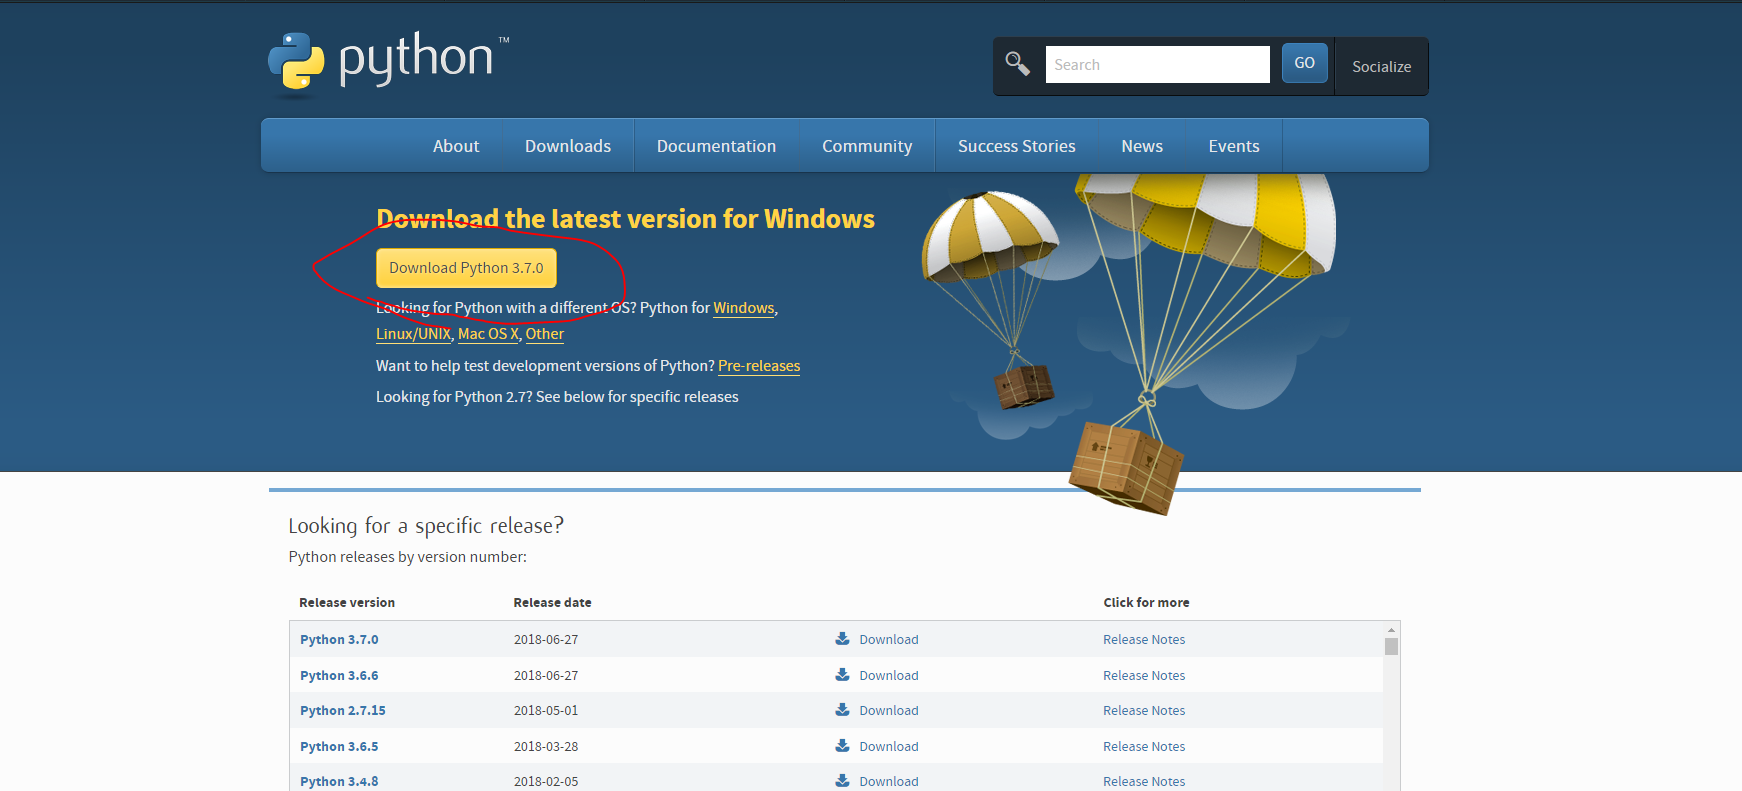 python™
Search
GO
Socialize
About
Downloads
Documentation
Community
Success Stories
News
Events
Download the latest version for Windows
Download Python 3.7.0
Looking for Python with a different OS? Python for Windows,
Linux/UNIX, Mac OS X, Other
Want to help test development versions of Python? Pre-releases
Looking for Python 2.7? See below for specific releases
Looking for a specific release?
Python releases by version number:
Release version Release date Click for more
Python 3.7.0 2018-06-27 Download Release Notes
Python 3.6.6 2018-06-27 Download Release Notes
Python 2.7.15 2018-05-01 Download Release Notes
Python 3.6.5 2018-03-28 Download Release Notes
Python 3.4.8 2018-02-05 Download Release Notes